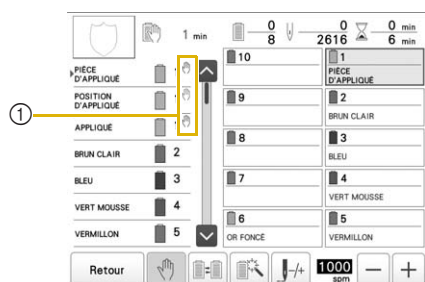 1 min
0
8
0
2616
0 min
6 min
PIÈCE
D'APPLIQUÉ
POSITION
D'APPLIQUÉ
APPLIQUÉ
BRUN CLAIR 2
BLEU 3
VERT MOUSSE 4
VERMILLON 5
10
1
PIÈCE
D'APPLIQUÉ
9
2
BRUN CLAIR
8
3
BLEU
7
4
VERT MOUSSE
6
OR FONCÉ
5
VERMILLON
1
Retour
-/+
1000
spm
− +